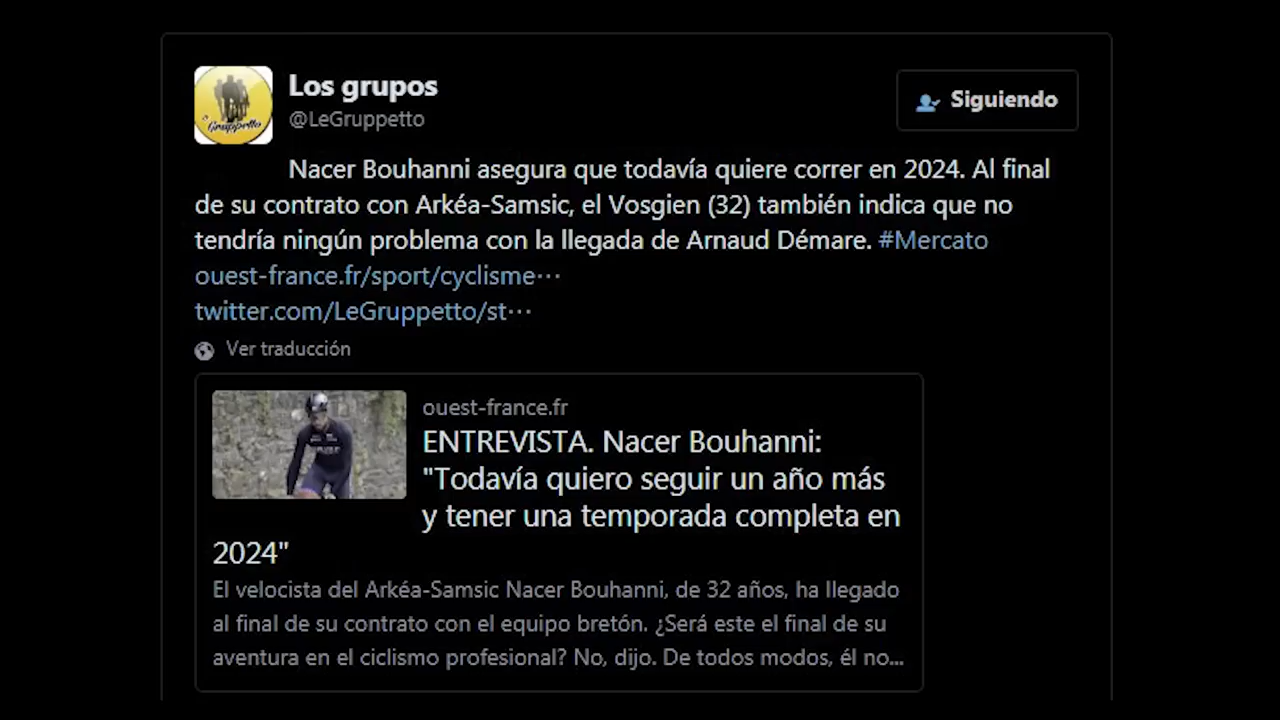 Los grupos
@LeGruppetto
Siguiendo
Gruppetto
Nacer Bouhanni asegura que todavía quiere correr en 2024. Al final
de su contrato con Arkéa-Samsic, el Vosgien (32) también indica que no
tendría ningún problema con la llegada de Arnaud Démare. #Mercato
ouest-france.fr/sport/cyclisme…
twitter.com/LeGruppetto/st…
Ver traducción
ouest-france.fr
ENTREVISTA. Nacer Bouhanni:
"Todavía quiero seguir un año más
y tener una temporada completa en
2024"
El velocista del Arkéa-Samsic Nacer Bouhanni, de 32 años, ha llegado
al final de su contrato con el equipo bretón. ¿Será este el final de su
aventura en el ciclismo profesional? No, dijo. De todos modos, él no...